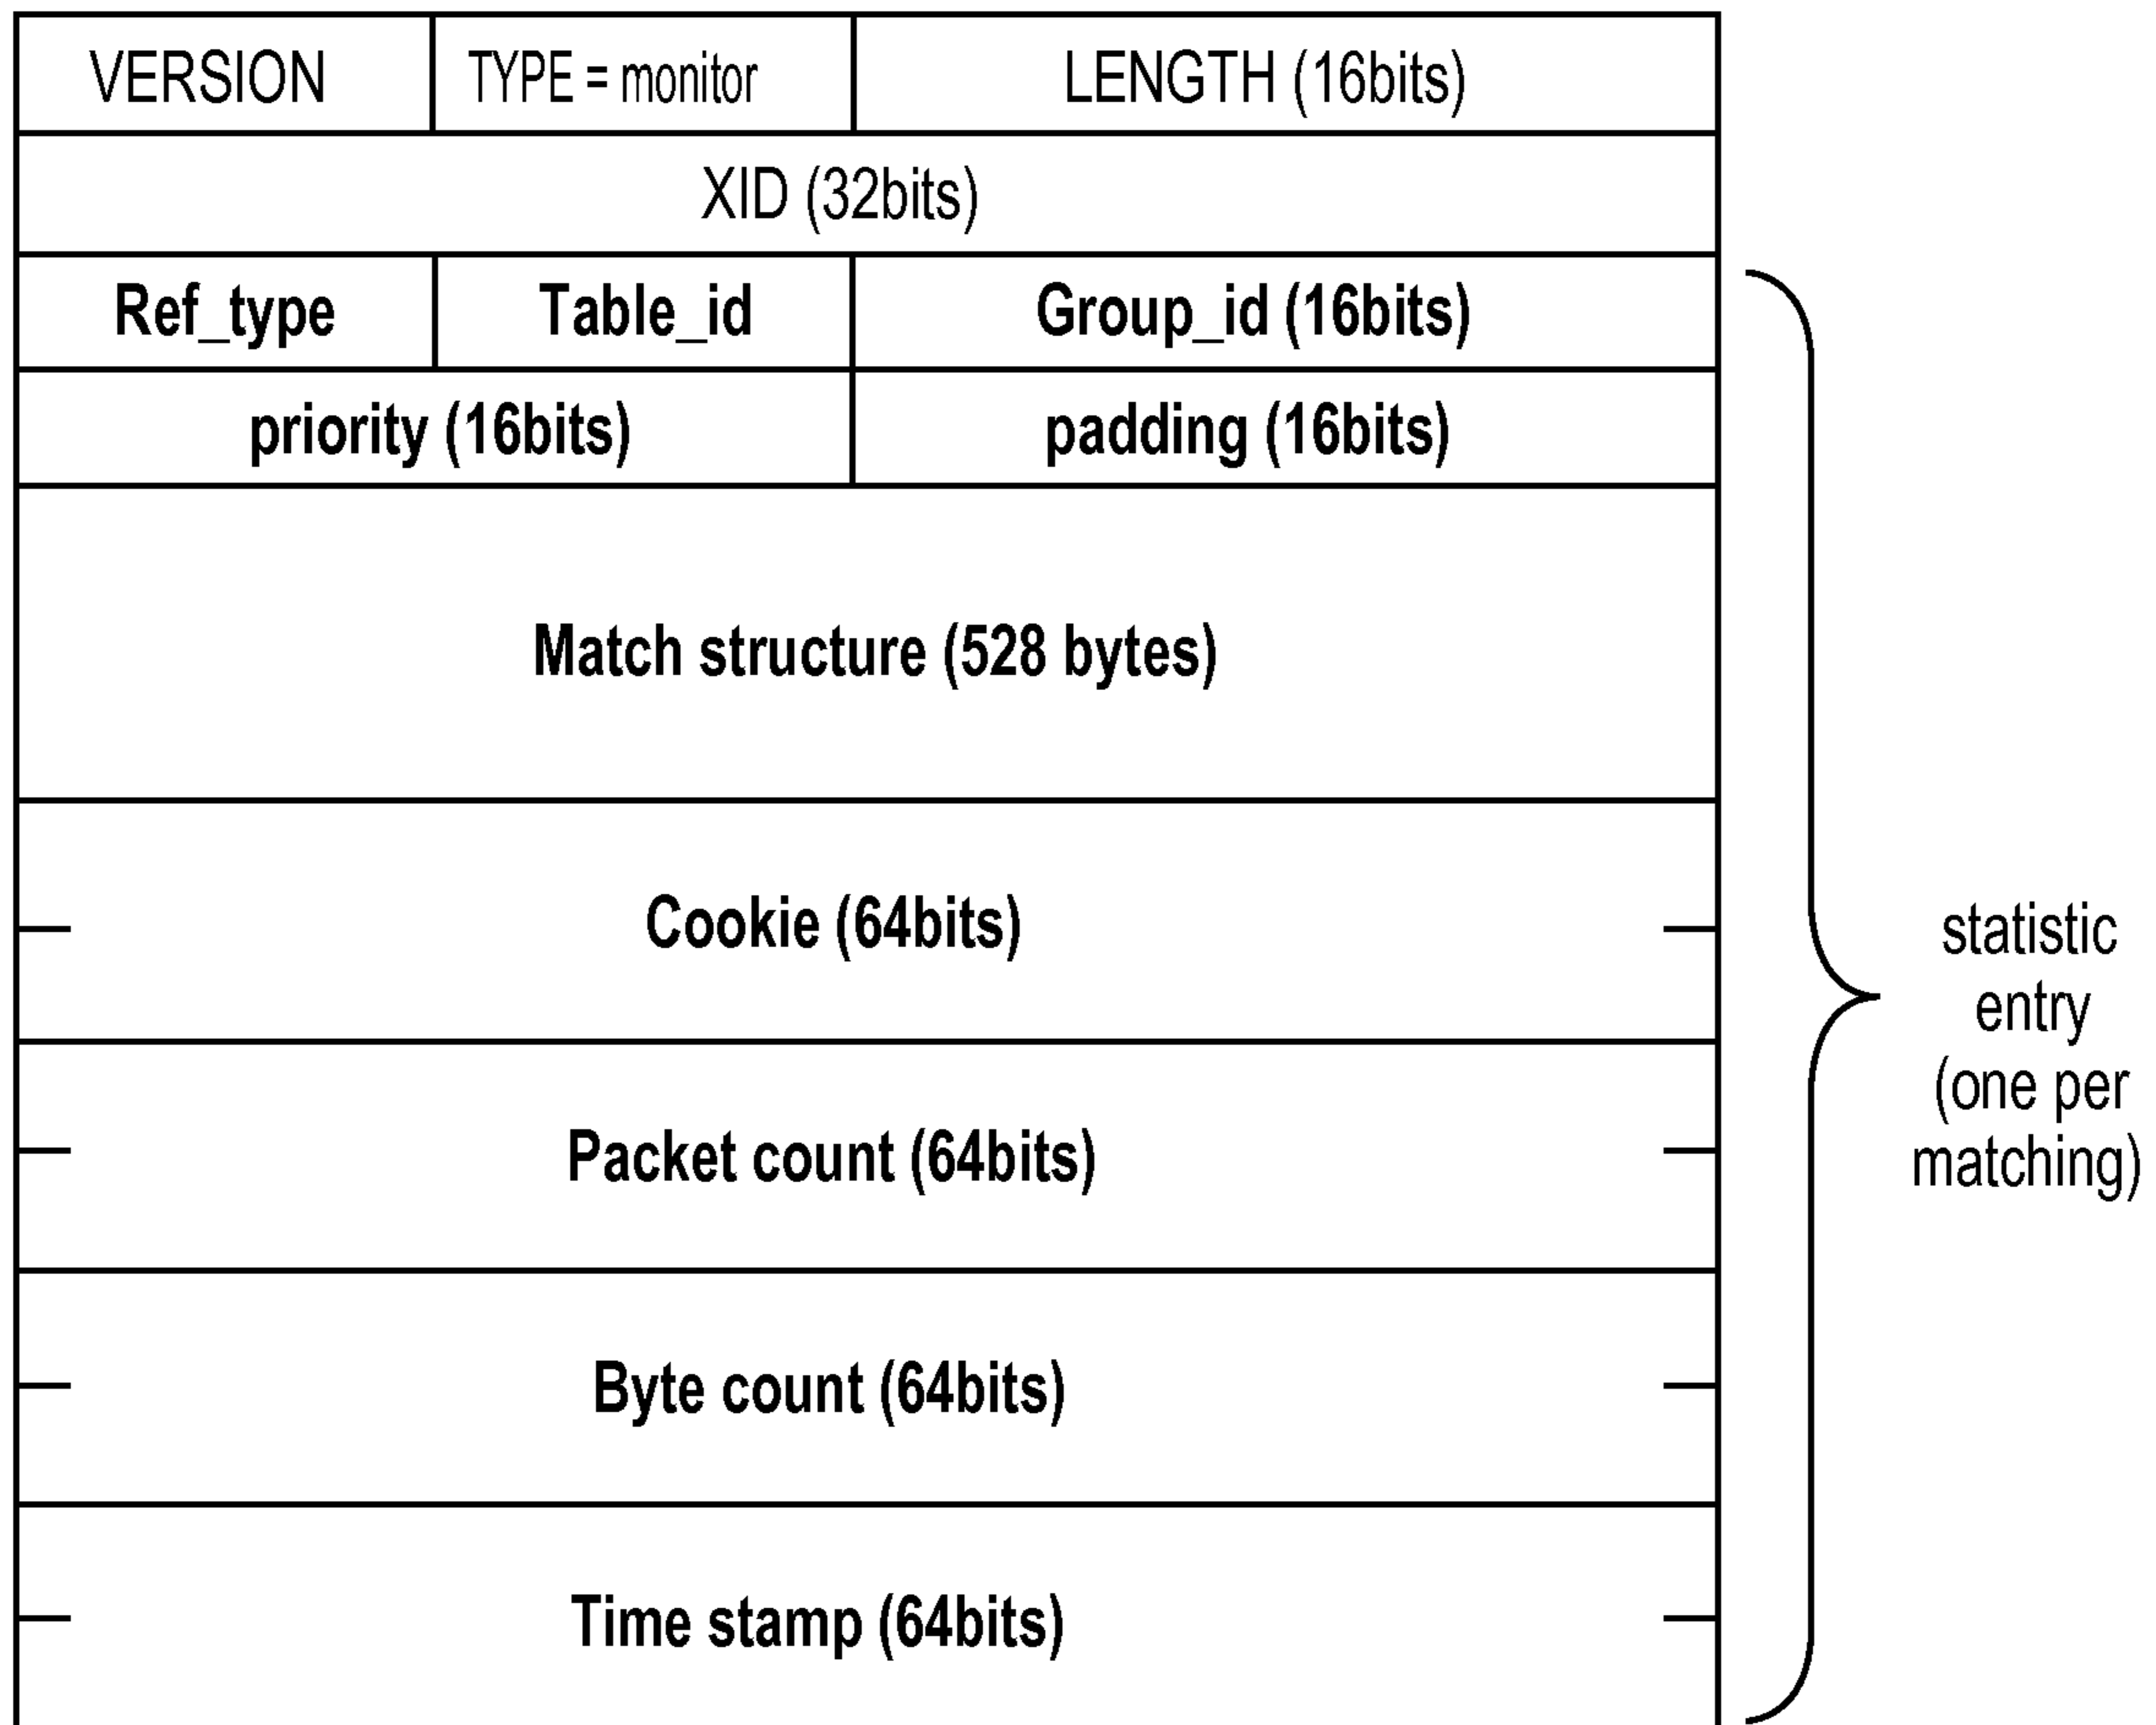 VERSION TYPE = monitor LENGTH (16bits)
XID (32bits)
Ref_type Table_id Group_id (16bits)
priority (16bits) padding (16bits)
Match structure (528 bytes)
Cookie (64bits)
Packet count (64bits)
Byte count (64bits)
Time stamp (64bits)
statistic
entry
(one per
matching)